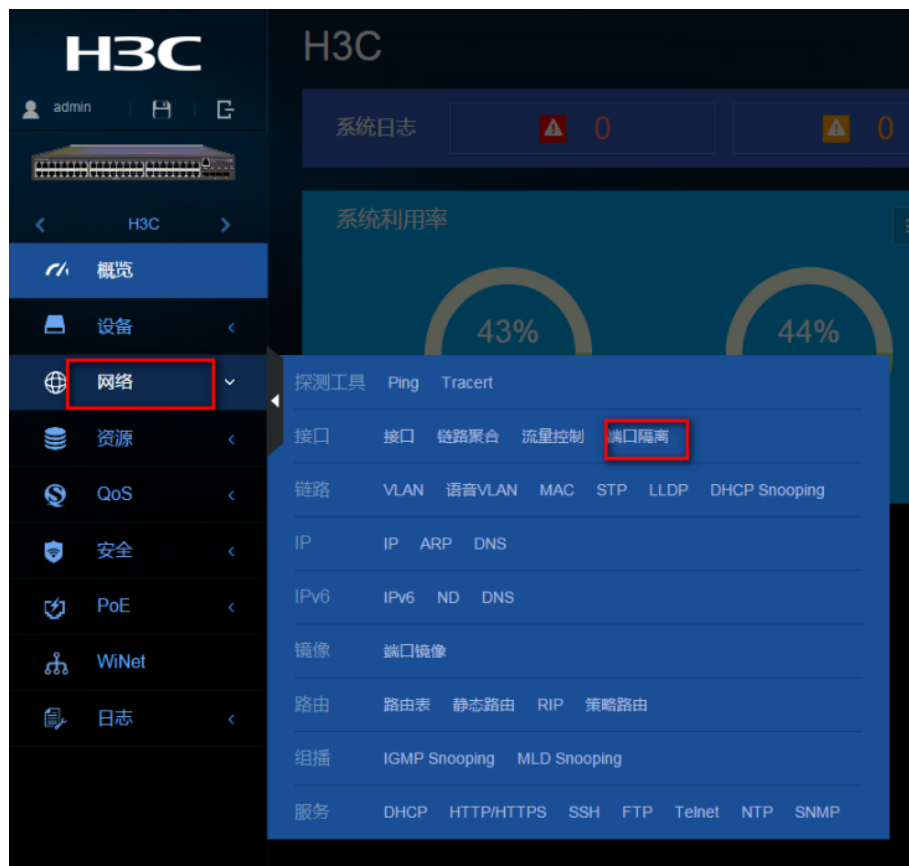 H3C
H3C
admin
系统日志 0 0
H3C
系统利用率
概览
43% 44%
设备
网络
探测工具 Ping Tracert
接口 接口 链路聚合 流量控制 端口隔离
资源
链路 VLAN 语音VLAN MAC STP LLDP DHCP Snooping
QoS
IP IP ARP DNS
安全
IPv6 IPv6 ND DNS
PoE
镜像 端口镜像
WiNet
路由 路由表 静态路由 RIP 策略路由
日志
组播 IGMP Snooping MLD Snooping
服务 DHCP HTTP/HTTPS SSH FTP Telnet NTP SNMP